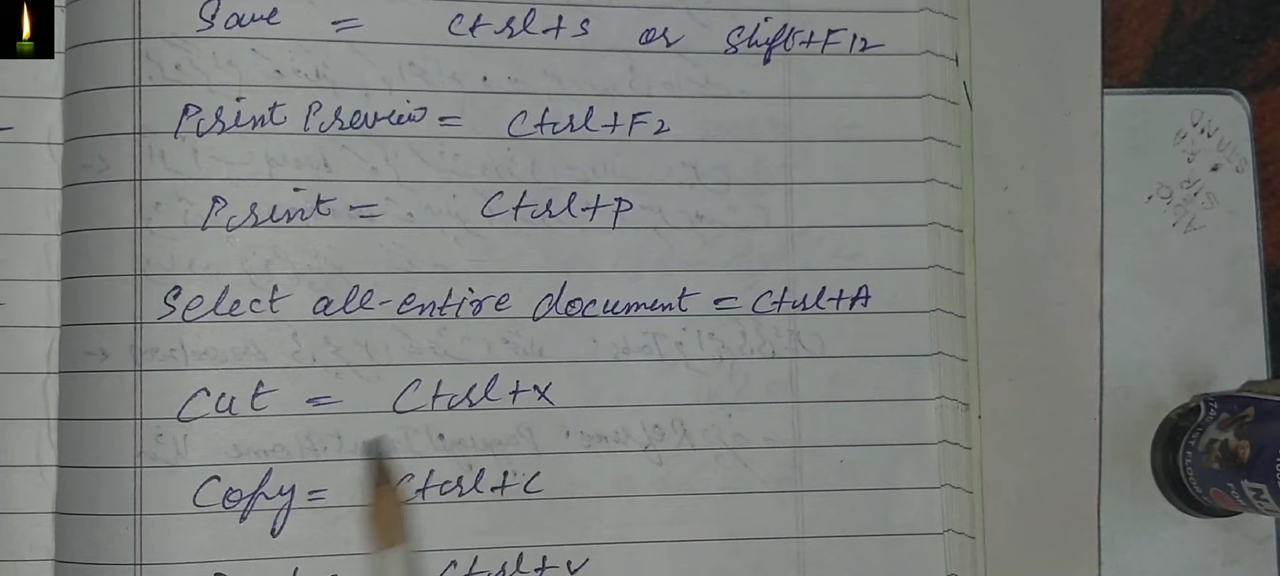 Save = Ctrl+s or Shift+F12
Print Preview = Ctrl+F2
Print = Ctrl+p
Select all-entire document = Ctrl+A
Cut = Ctrl+x
Copy = Ctrl+c
Ctrl+v